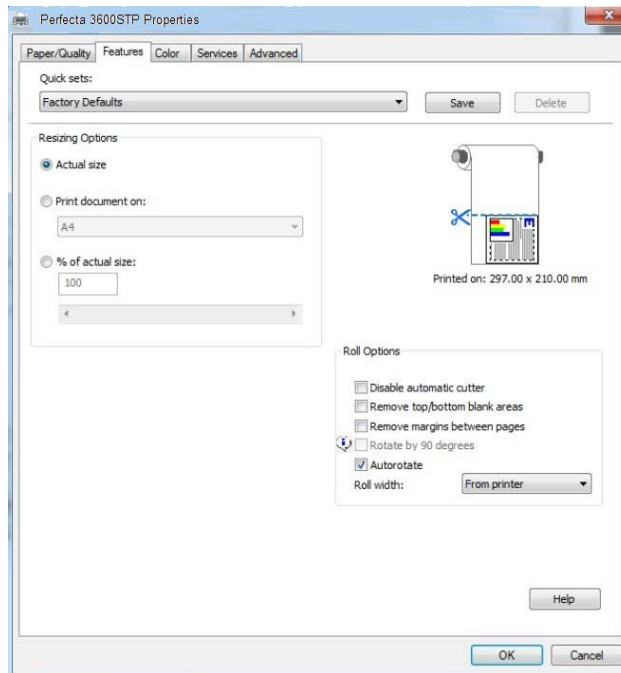 Perfecta 3600STP Properties
Paper/Quality Features Color Services Advanced
Quick sets:
Factory Defaults
Save Delete
Resizing Options
Actual size
Print document on:
A4
% of actual size:
100
Printed on: 297.00 x 210.00 mm
Roll Options
Disable automatic cutter
Remove top/bottom blank areas
Remove margins between pages
Rotate by 90 degrees
Autorotate
Roll width: From printer
Help
OK Cancel